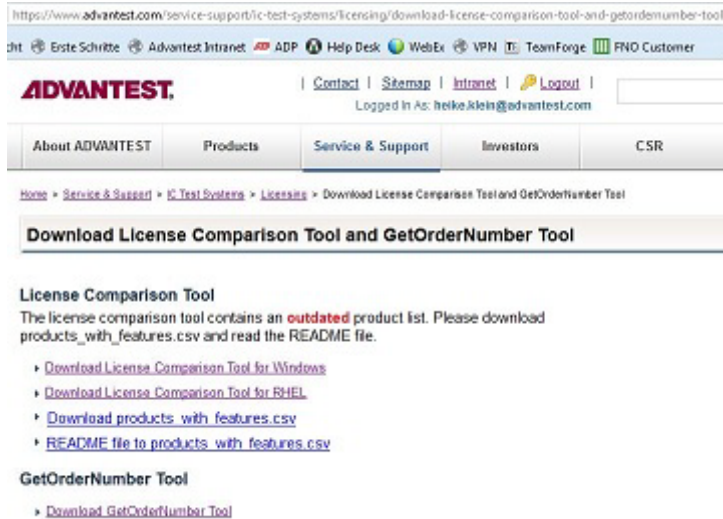 https://www.advantest.com/service-support/ic-test-systems/licensing/download-license-comparison-tool-and-getordernumber-tool
cht Erste Schritte Advantest Intranet ADP Help Desk WebEx VPN TeamForge FNO Customer
ADVANTEST. | Contact | Sitemap | Intranet | Logout |
Logged In As: heike.klein@advantest.com
About ADVANTEST Products Service & Support Investors CSR
Home > Service & Support > IC Test Systems > Licensing > Download License Comparison Tool and GetOrderNumber Tool
Download License Comparison Tool and GetOrderNumber Tool
License Comparison Tool
The license comparison tool contains an outdated product list. Please download
products_with_features.csv and read the README file.
Download License Comparison Tool for Windows
Download License Comparison Tool for RHEL
Download products_with_features.csv
README file to products_with_features.csv
GetOrderNumber Tool
Download GetOrderNumber Tool